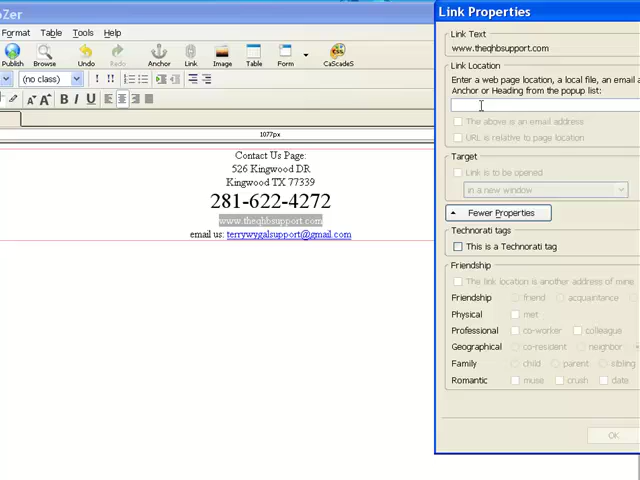 oZer
Format Table Tools Help
Publish Browse Undo Redo Anchor Link Image Table Form CaScadeS
(no class) ! !!
A A B I U
1077px
Contact Us Page:
526 Kingwood DR
Kingwood TX 77339
281-622-4272
www.theqhbsupport.com
email us: terrywygalsupport@gmail.com
Link Properties
Link Text
www.theqhbsupport.com
Link Location
Enter a web page location, a local file, an email a
Anchor or Heading from the popup list:
The above is an email address
URL is relative to page location
Target
Link is to be opened
in a new window
Fewer Properties
Technorati tags
This is a Technorati tag
Friendship
The link location is another address of mine
Friendship friend acquaintance
Physical met
Professional co-worker colleague
Geographical co-resident neighbor
Family child parent sibling
Romantic muse crush date
OK